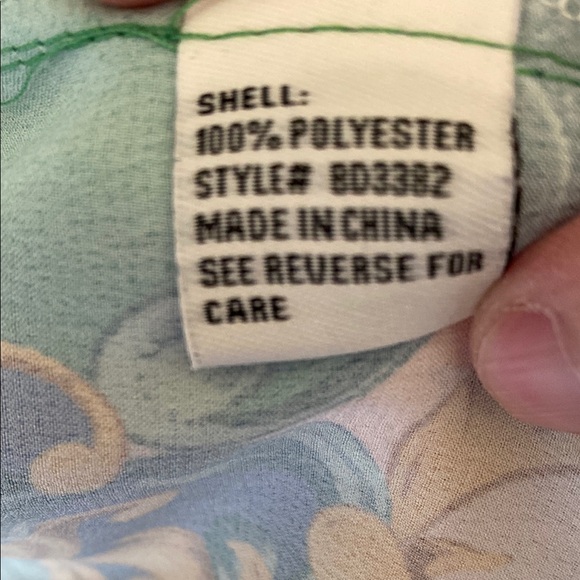 SHELL:
100% POLYESTER
STYLE# 8D3382
MADE IN CHINA
SEE REVERSE FOR
CARE